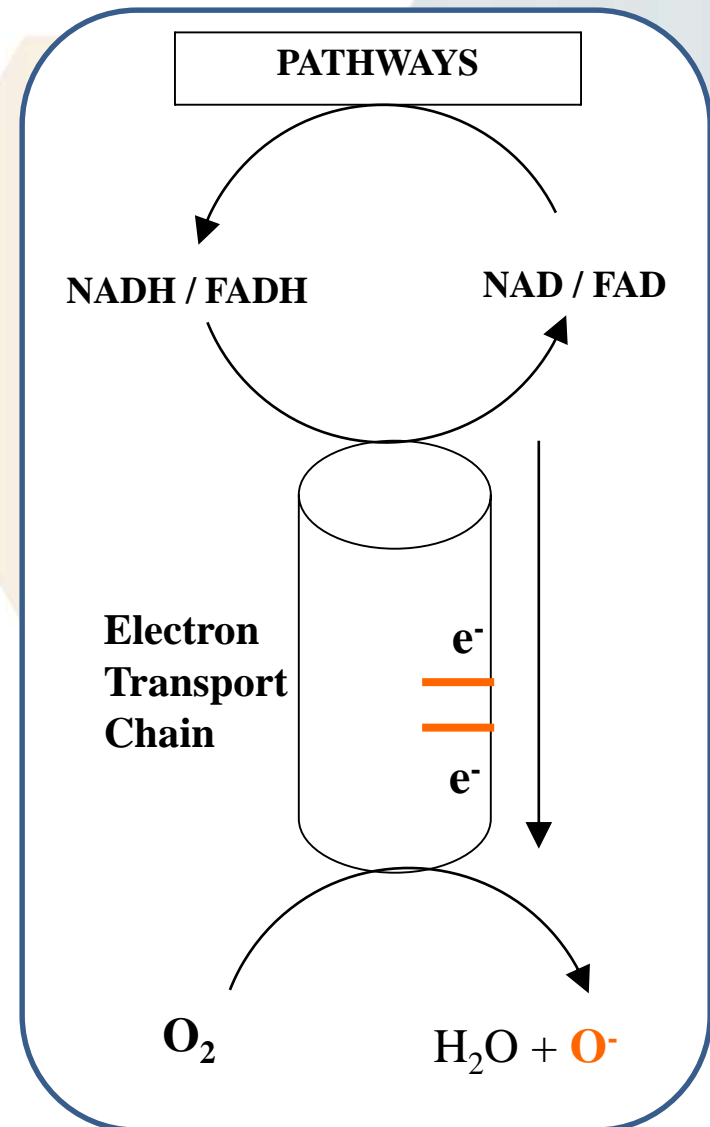 PATHWAYS
NADH / FADH
NAD / FAD
Electron
Transport
Chain
e⁻
e⁻
O₂
H₂O + O⁻